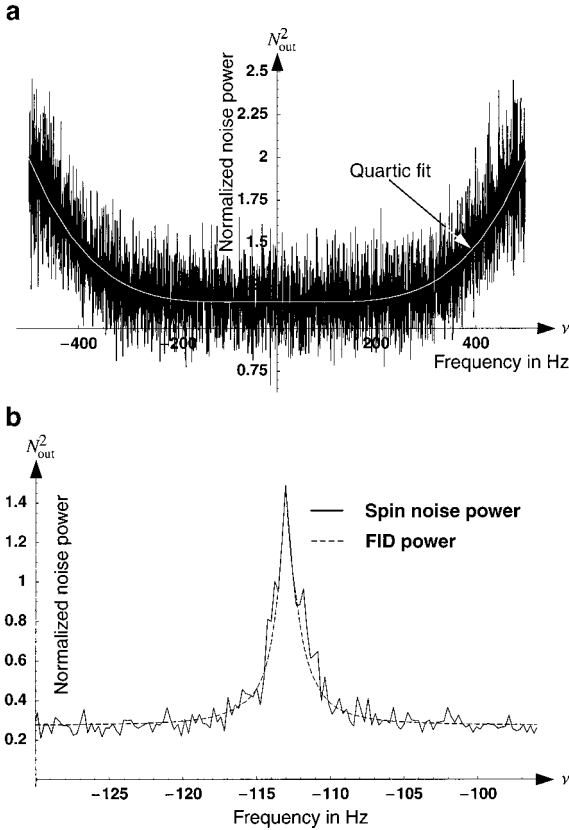 a
N²out
Normalized noise power
2.5
2.25
2
1.75
1.5
0.75
Quartic fit
−400
−200
200
400
ν
Frequency in Hz
b
N²out
Normalized noise power
1.4
1.2
1
0.8
0.6
0.4
0.2
Spin noise power
FID power
−125
−120
−115
−110
−105
−100
ν
Frequency in Hz